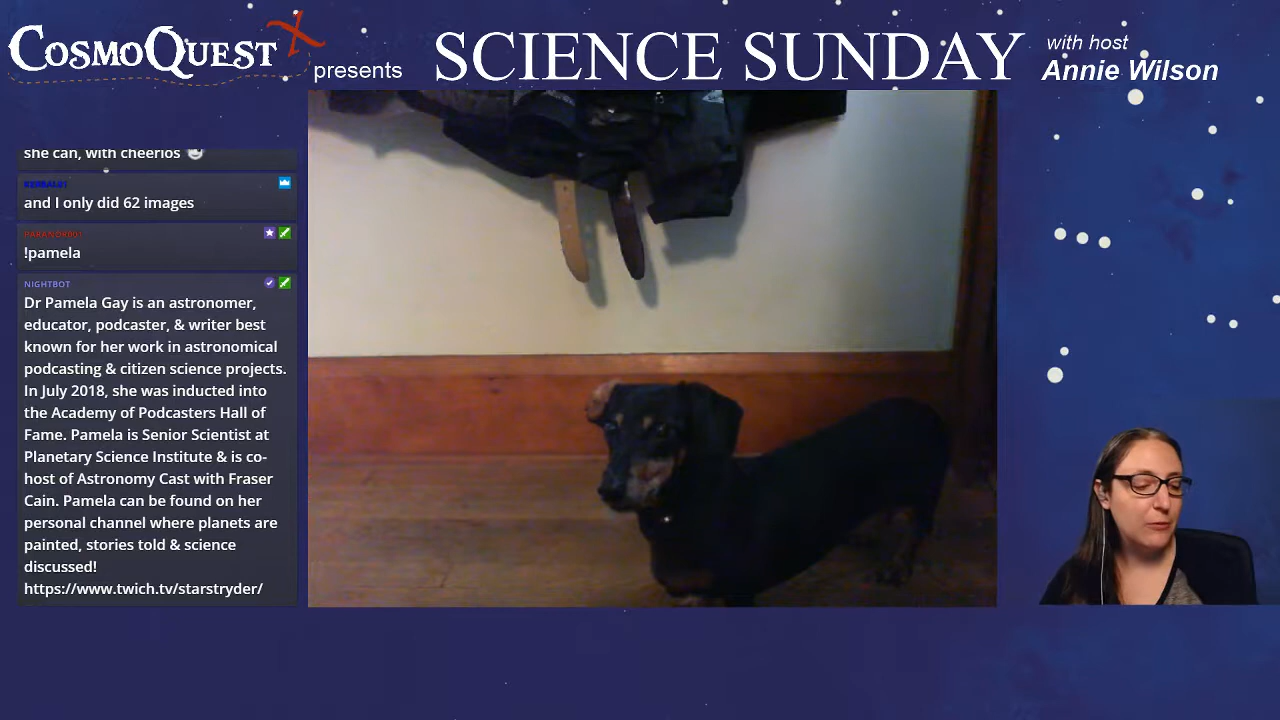 COSMOQUEST X
presents
SCIENCE SUNDAY
with host
Annie Wilson
she can, with cheerios
and I only did 62 images
!pamela
NIGHTBOT
Dr Pamela Gay is an astronomer,
educator, podcaster, & writer best
known for her work in astronomical
podcasting & citizen science projects.
In July 2018, she was inducted into
the Academy of Podcasters Hall of
Fame. Pamela is Senior Scientist at
Planetary Science Institute & is co-
host of Astronomy Cast with Fraser
Cain. Pamela can be found on her
personal channel where planets are
painted, stories told & science
discussed!
https://www.twich.tv/starstryder/